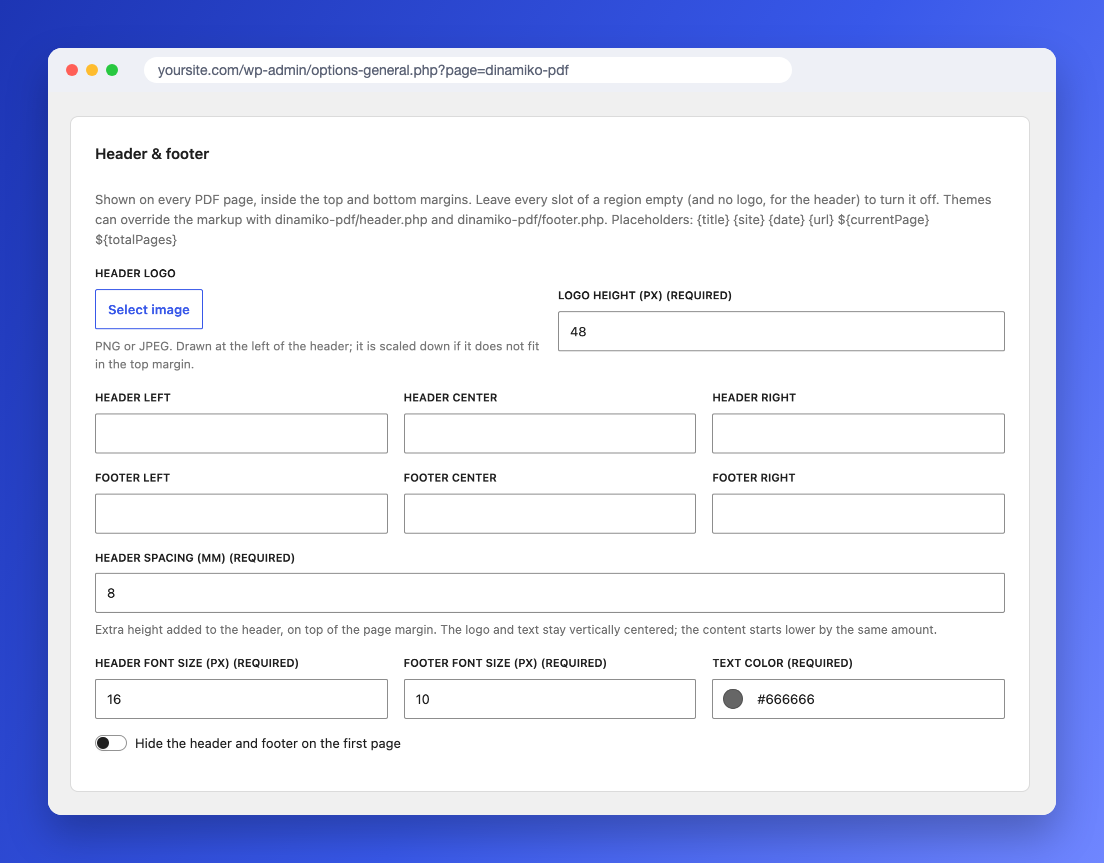 yoursite.com/wp-admin/options-general.php?page=dinamiko-pdf
Header & footer
Shown on every PDF page, inside the top and bottom margins. Leave every slot of a region empty (and no logo, for the header) to turn it off. Themes
can override the markup with dinamiko-pdf/header.php and dinamiko-pdf/footer.php. Placeholders: {title} {site} {date} {url} ${currentPage}
${totalPages}
HEADER LOGO
Select image
PNG or JPEG. Drawn at the left of the header; it is scaled down if it does not fit
in the top margin.
LOGO HEIGHT (PX) (REQUIRED)
48
HEADER LEFT
HEADER CENTER
HEADER RIGHT
FOOTER LEFT
FOOTER CENTER
FOOTER RIGHT
HEADER SPACING (MM) (REQUIRED)
8
Extra height added to the header, on top of the page margin. The logo and text stay vertically centered; the content starts lower by the same amount.
HEADER FONT SIZE (PX) (REQUIRED)
16
FOOTER FONT SIZE (PX) (REQUIRED)
10
TEXT COLOR (REQUIRED)
#666666
Hide the header and footer on the first page